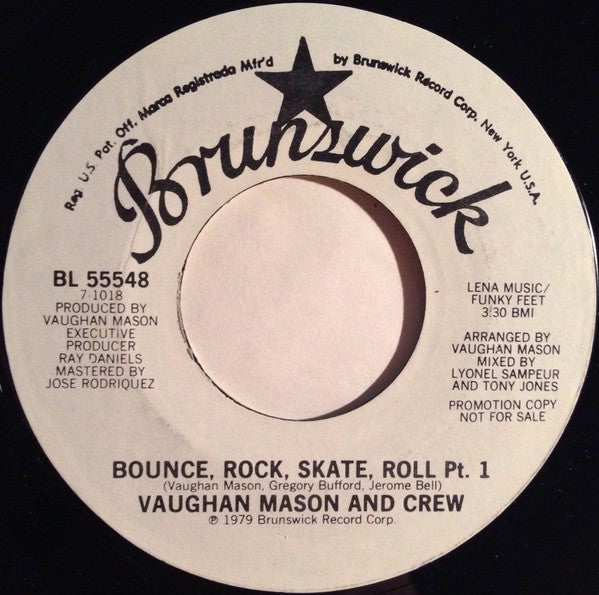 Reg. U.S. Pat. Off. Marca Registrada Mfr'd by Brunswick Record Corp. New York U.S.A.
Brunswick
BL 55548
7-1018
PRODUCED BY
VAUGHAN MASON
EXECUTIVE
PRODUCER
RAY DANIELS
MASTERED BY
JOSE RODRIQUEZ
LENA MUSIC/
FUNKY FEET
3:30 BMI
ARRANGED BY
VAUGHAN MASON
MIXED BY
LYONEL SAMPEUR
AND TONY JONES
PROMOTION COPY
NOT FOR SALE
BOUNCE, ROCK, SKATE, ROLL Pt. 1
(Vaughan Mason, Gregory Bufford, Jerome Bell)
VAUGHAN MASON AND CREW
℗ 1979 Brunswick Record Corp.